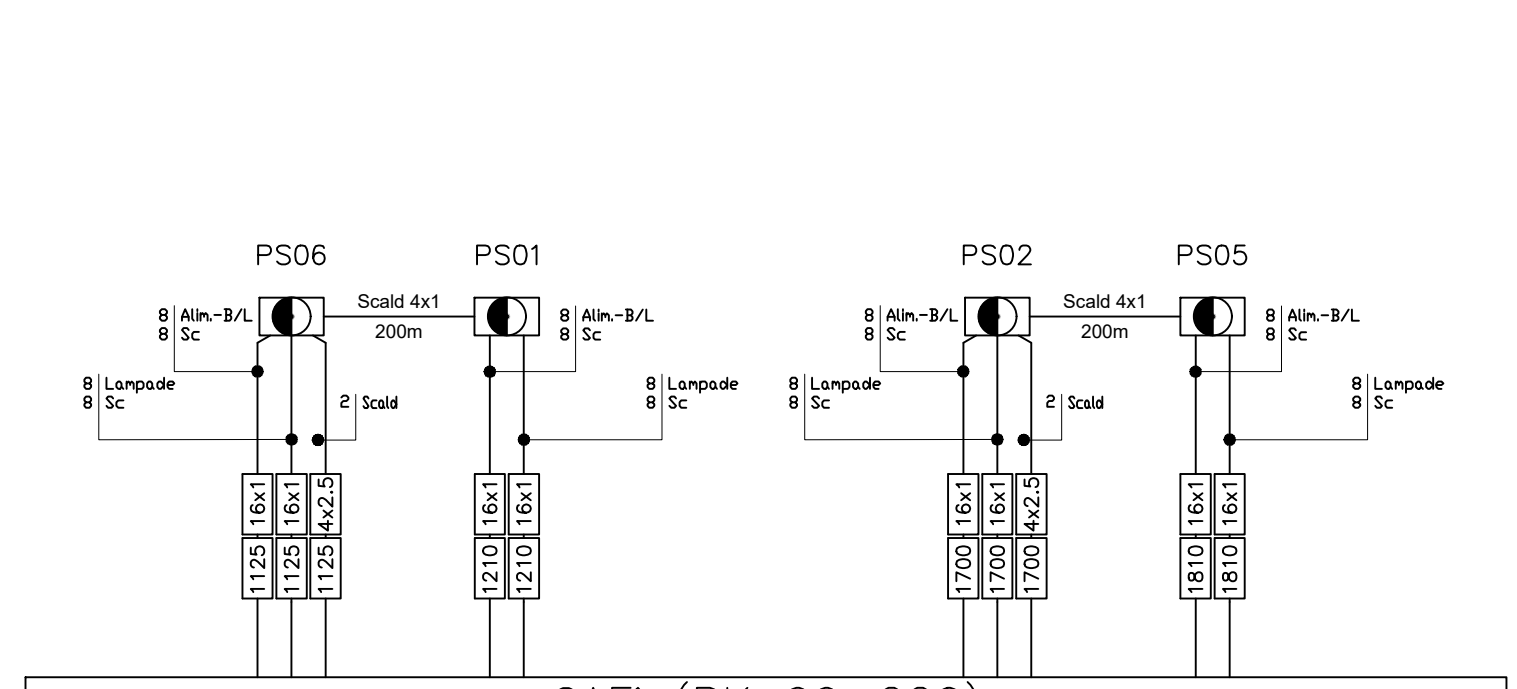 PS06
PS01
PS02
PS05
8 Alim.-B/L
8 Sc
Scald 4x1
200m
8 Alim.-B/L
8 Sc
8 Alim.-B/L
8 Sc
Scald 4x1
200m
8 Alim.-B/L
8 Sc
8 Lampade
8 Sc
2 Scald
8 Lampade
8 Sc
8 Lampade
8 Sc
2 Scald
8 Lampade
8 Sc
16x1
16x1
4x2.5
16x1
16x1
16x1
16x1
4x2.5
16x1
16x1
1125
1125
1125
1210
1210
1700
1700
1700
1810
1810